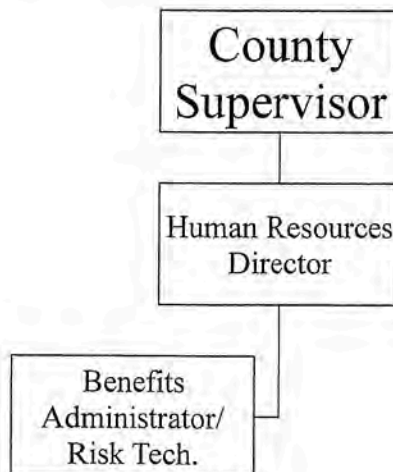 County
Supervisor
Human Resources
Director
Benefits
Administrator/
Risk Tech.